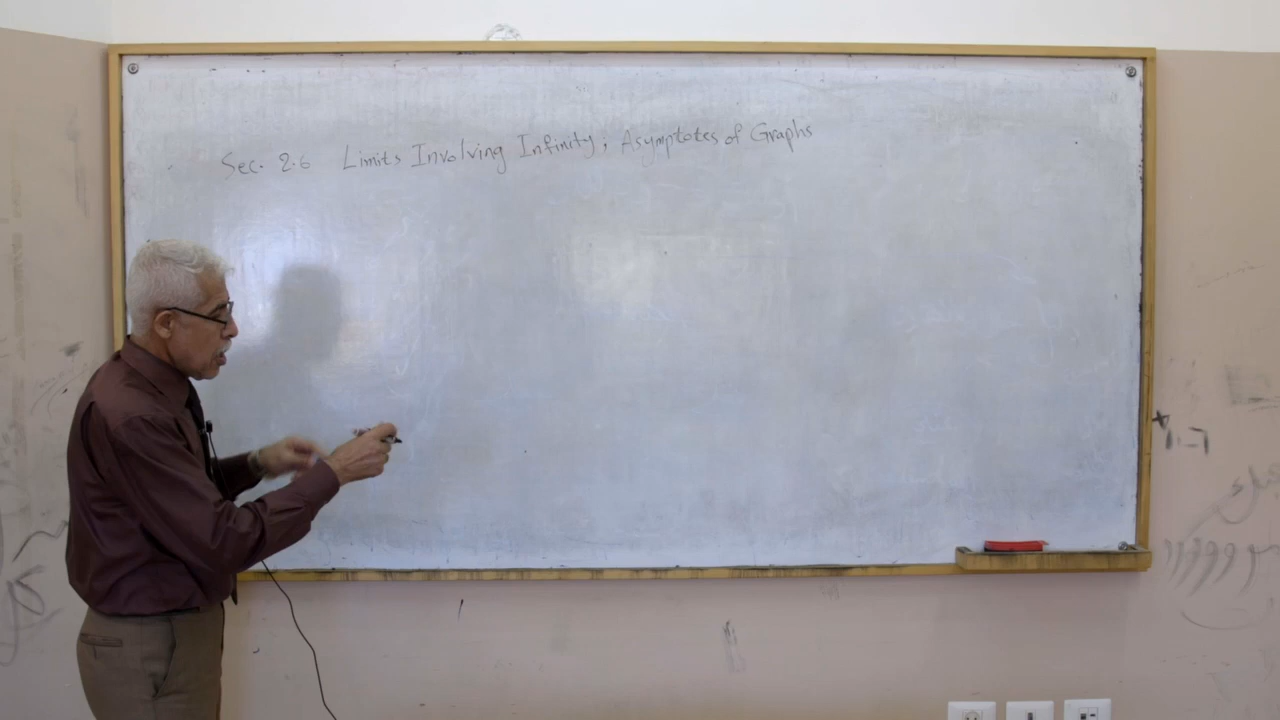 Sec. 2.6 Limits Involving Infinity; Asymptotes of Graphs